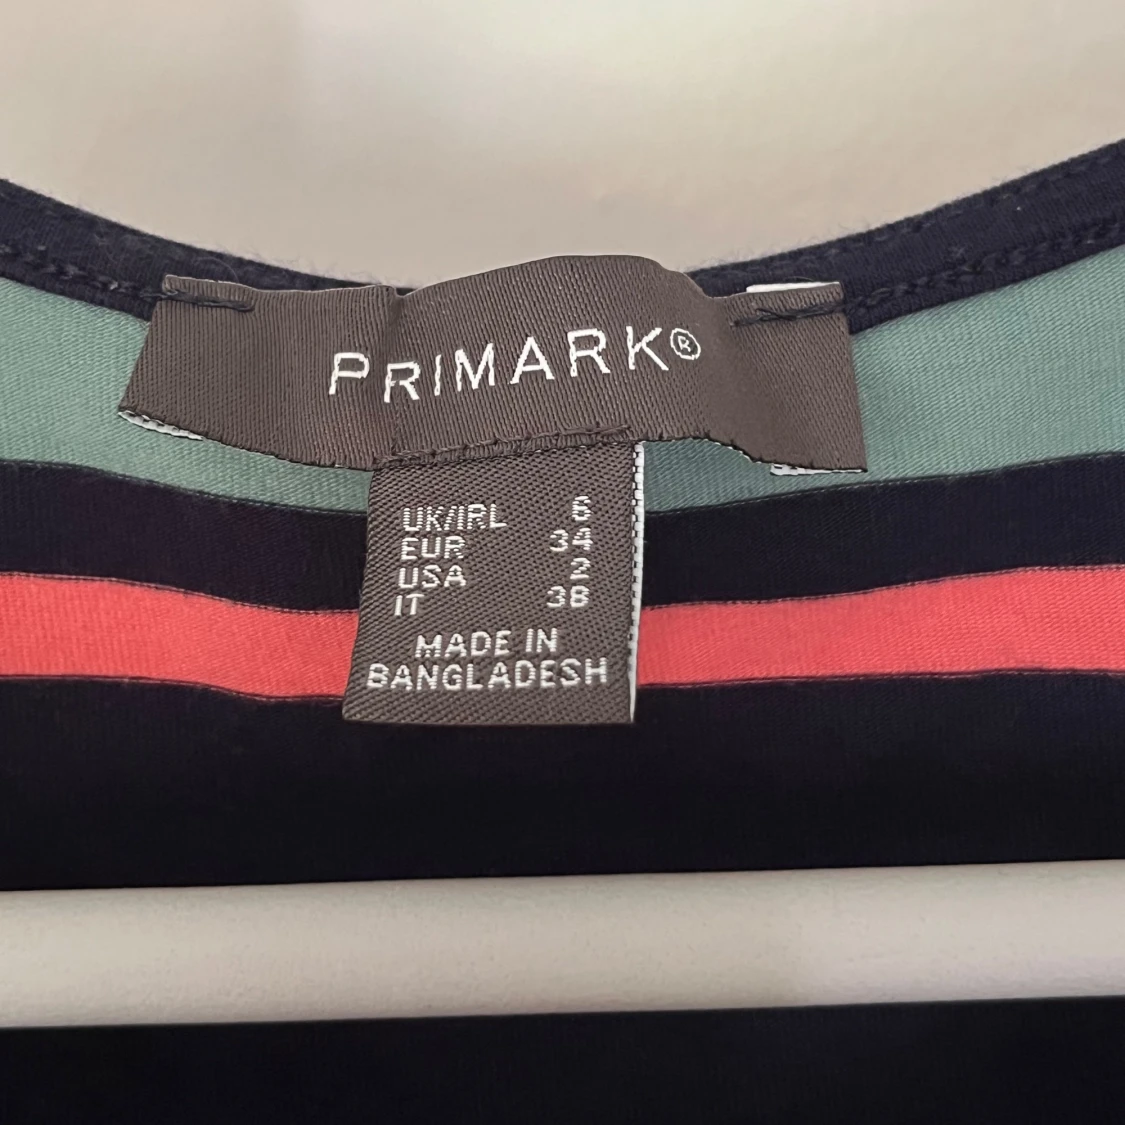 PRIMARK®
UK/IRL 6
EUR 34
USA 2
IT 38
MADE IN
BANGLADESH